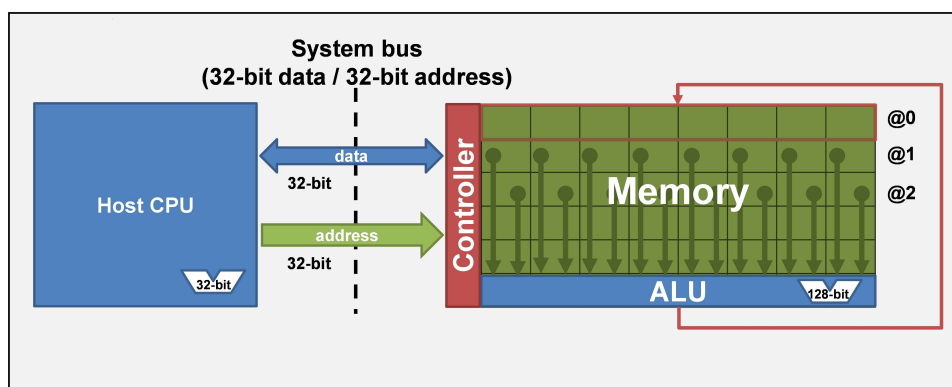 System bus
(32-bit data / 32-bit address)
Host CPU
32-bit
data
32-bit
address
32-bit
Controller
Memory
ALU
128-bit
@0
@1
@2